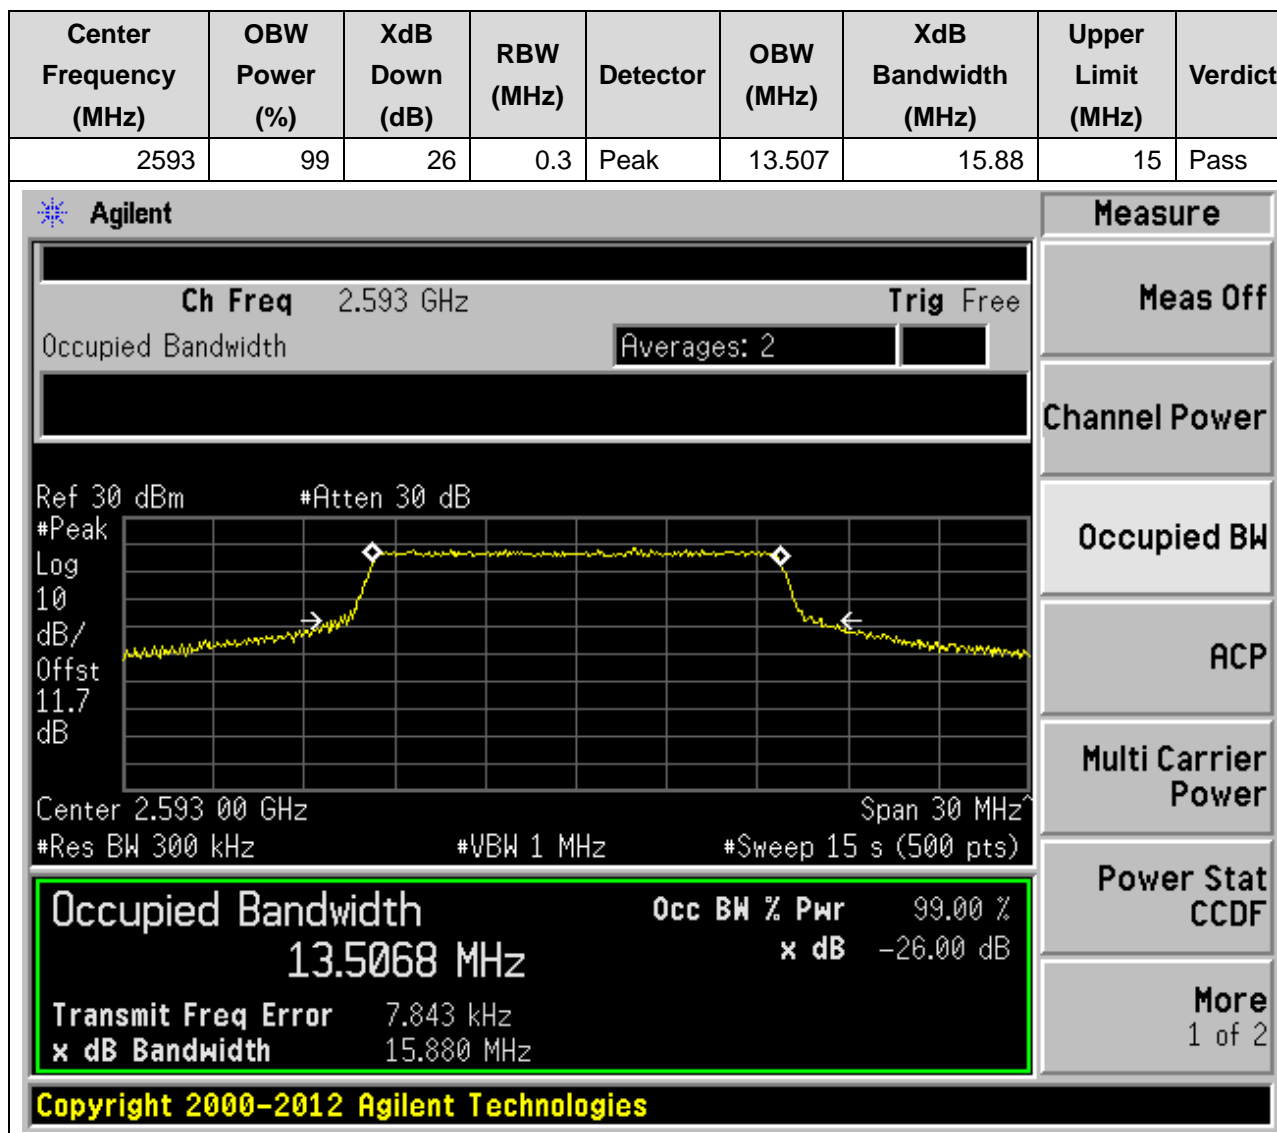 Center Frequency (MHz) OBW Power (%) XdB Down (dB) RBW (MHz) Detector OBW (MHz) XdB Bandwidth (MHz) Upper Limit (MHz) Verdict
2593 99 26 0.3 Peak 13.507 15.88 15 Pass
Agilent
Measure
Ch Freq 2.593 GHz Trig Free
Meas Off
Occupied Bandwidth Averages: 2
Channel Power
Ref 30 dBm #Atten 30 dB
#Peak
Log
10
dB/
Offst
11.7
dB
Occupied BW
ACP
Multi Carrier
Power
Center 2.593 00 GHz Span 30 MHz^
#Res BW 300 kHz #VBW 1 MHz #Sweep 15 s (500 pts)
Power Stat
CCDF
Occupied Bandwidth Occ BW % Pwr 99.00 %
13.5068 MHz x dB -26.00 dB
More
1 of 2
Transmit Freq Error 7.843 kHz
x dB Bandwidth 15.880 MHz
Copyright 2000-2012 Agilent Technologies